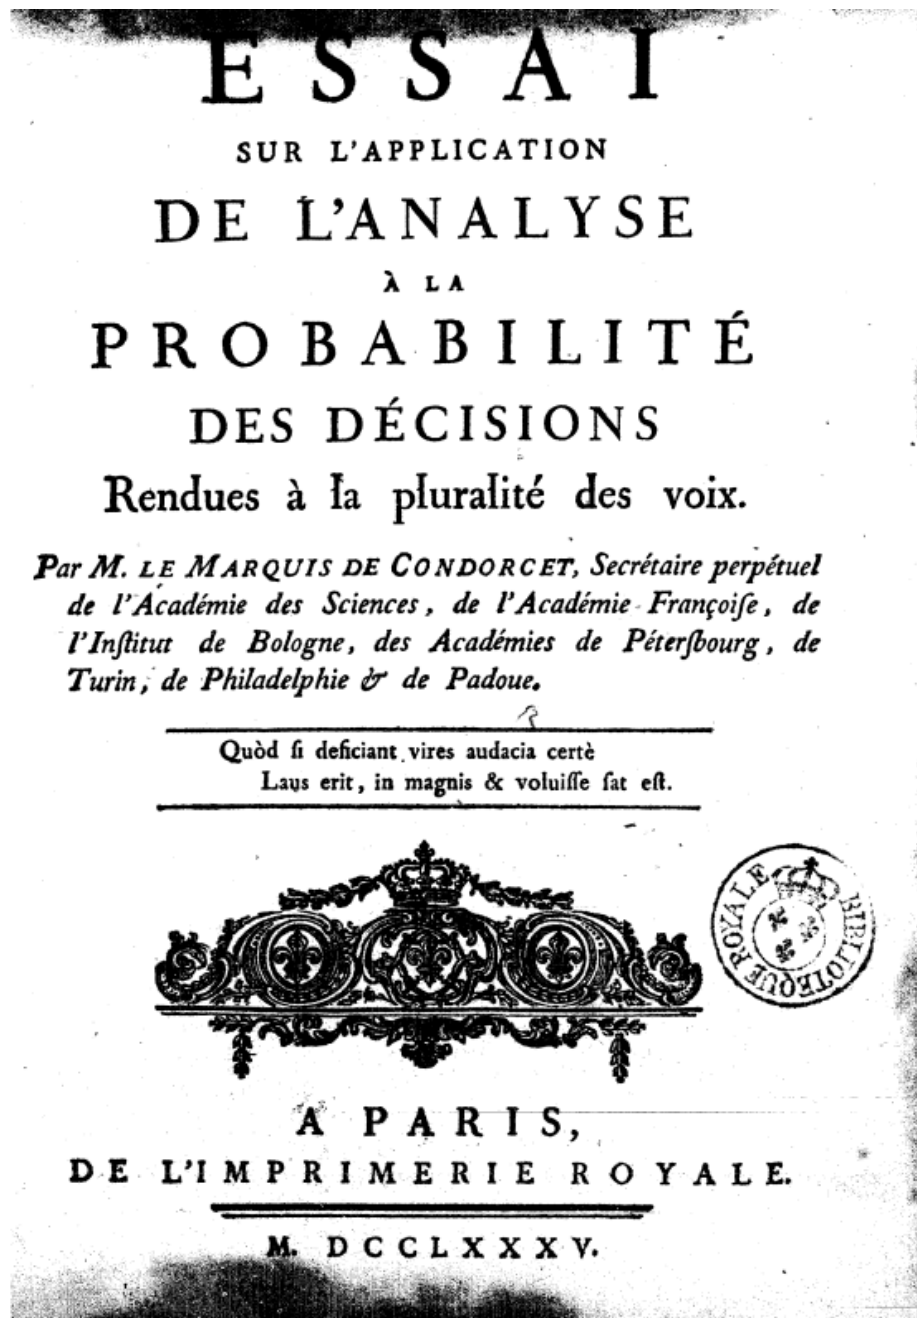 ESSAI
SUR L'APPLICATION
DE L'ANALYSE
À LA
PROBABILITÉ
DES DÉCISIONS
Rendues à la pluralité des voix.
Par M. LE MARQUIS DE CONDORCET, Secrétaire perpétuel
de l'Académie des Sciences, de l'Académie Françoiſe, de
l'Inſtitut de Bologne, des Académies de Péterſbourg, de
Turin, de Philadelphie & de Padoue.
Quòd ſi deficiant vires audacia certè
Laus erit, in magnis & voluiſſe ſat eſt.
BIBLIOTEQUE ROYALE
A PARIS,
DE L'IMPRIMERIE ROYALE.
M. DCCLXXXV.